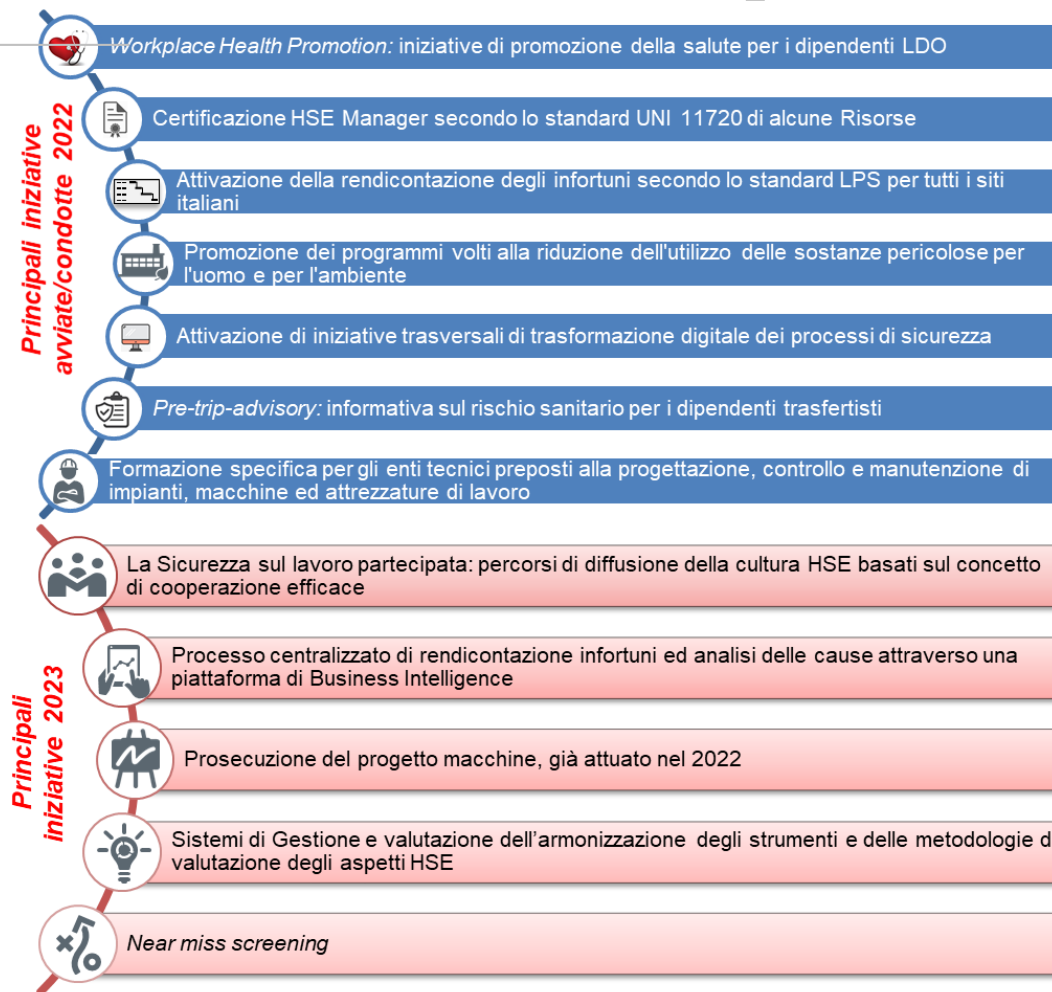 Principali iniziative
avviate/condotte 2022
Workplace Health Promotion: iniziative di promozione della salute per i dipendenti LDO
Certificazione HSE Manager secondo lo standard UNI 11720 di alcune Risorse
Attivazione della rendicontazione degli infortuni secondo lo standard LPS per tutti i siti
italiani
Promozione dei programmi volti alla riduzione dell'utilizzo delle sostanze pericolose per
l'uomo e per l'ambiente
Attivazione di iniziative trasversali di trasformazione digitale dei processi di sicurezza
Pre-trip-advisory: informativa sul rischio sanitario per i dipendenti trasfertisti
Formazione specifica per gli enti tecnici preposti alla progettazione, controllo e manutenzione di
impianti, macchine ed attrezzature di lavoro
Principali
iniziative 2023
La Sicurezza sul lavoro partecipata: percorsi di diffusione della cultura HSE basati sul concetto
di cooperazione efficace
Processo centralizzato di rendicontazione infortuni ed analisi delle cause attraverso una
piattaforma di Business Intelligence
Prosecuzione del progetto macchine, già attuato nel 2022
Sistemi di Gestione e valutazione dell’armonizzazione degli strumenti e delle metodologie d
valutazione degli aspetti HSE
Near miss screening